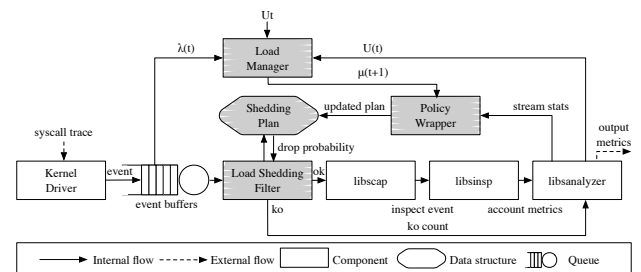 Ut
λ(t)
Load
Manager
U(t)
μ(t+1)
Shedding
Plan
updated plan
Policy
Wrapper
stream stats
syscall trace
drop probability
output
metrics
Kernel
Driver
event
event buffers
Load Shedding
Filter
ok
libscap
libsinsp
libsanalyzer
ko
inspect event
account metrics
ko count
Internal flow
External flow
Component
Data structure
Queue